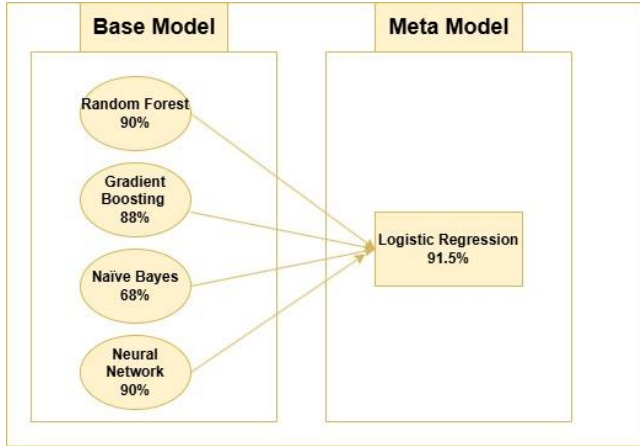 Base Model
Meta Model
Random Forest
90%
Gradient
Boosting
88%
Naïve Bayes
68%
Neural
Network
90%
Logistic Regression
91.5%